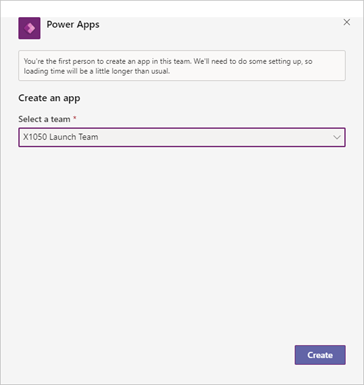 Power Apps
You're the first person to create an app in this team. We'll need to do some setting up, so
loading time will be a little longer than usual.
Create an app
Select a team *
X1050 Launch Team
Create